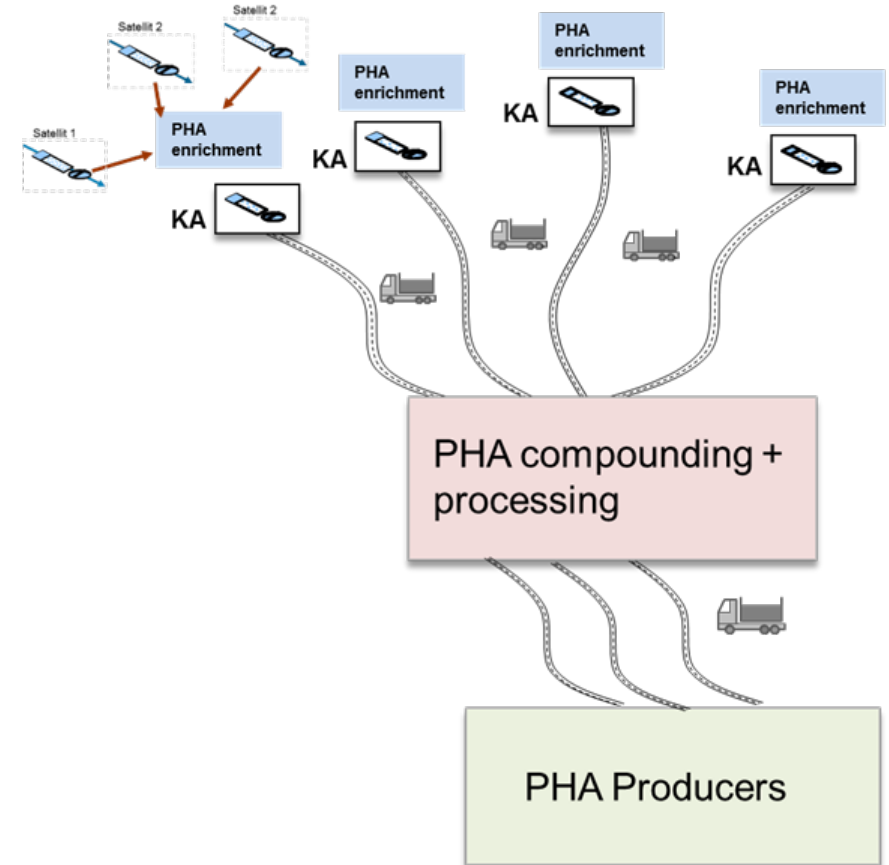 Satellit 2
Satellit 2
Satellit 1
PHA
enrichment
KA
PHA
enrichment
KA
PHA
enrichment
KA
PHA
enrichment
KA
PHA compounding +
processing
PHA Producers